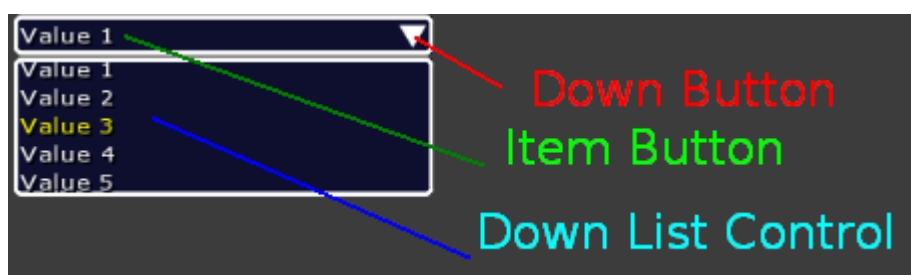 Value 1
Value 1
Value 2
Value 3
Value 4
Value 5
Down Button
Item Button
Down List Control